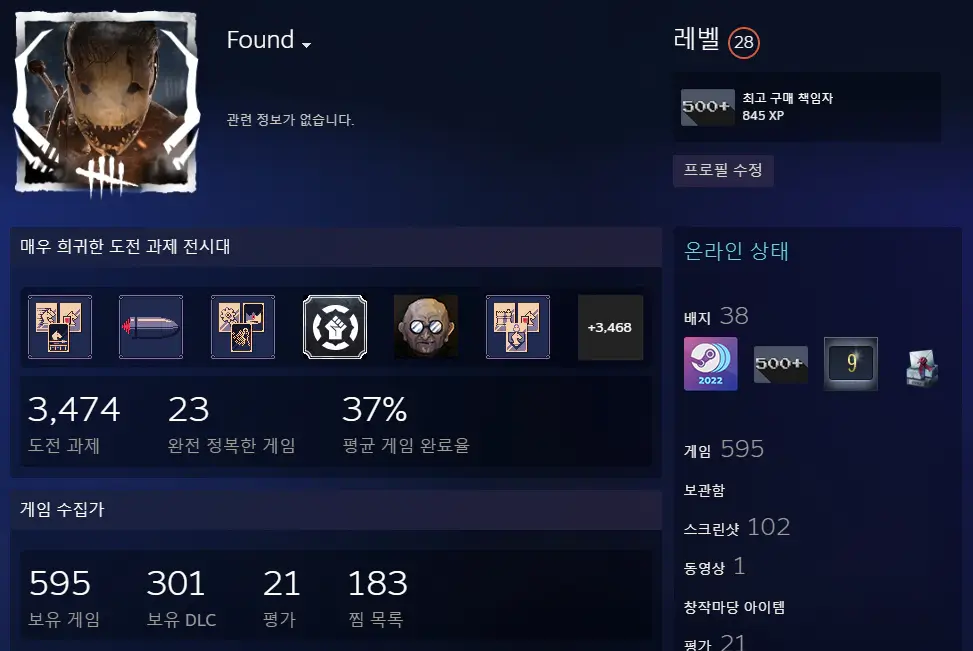 Found
관련 정보가 없습니다.
레벨 28
500+
최고 구매 책임자
845 XP
프로필 수정
매우 희귀한 도전 과제 전시대
+3,468
3,474 23 37%
도전 과제 완전 정복한 게임 평균 게임 완료율
게임 수집가
595 301 21 183
보유 게임 보유 DLC 평가 찜 목록
온라인 상태
배지 38
2022
500+
9
게임 595
보관함
스크린샷 102
동영상 1
창작마당 아이템
평가 21